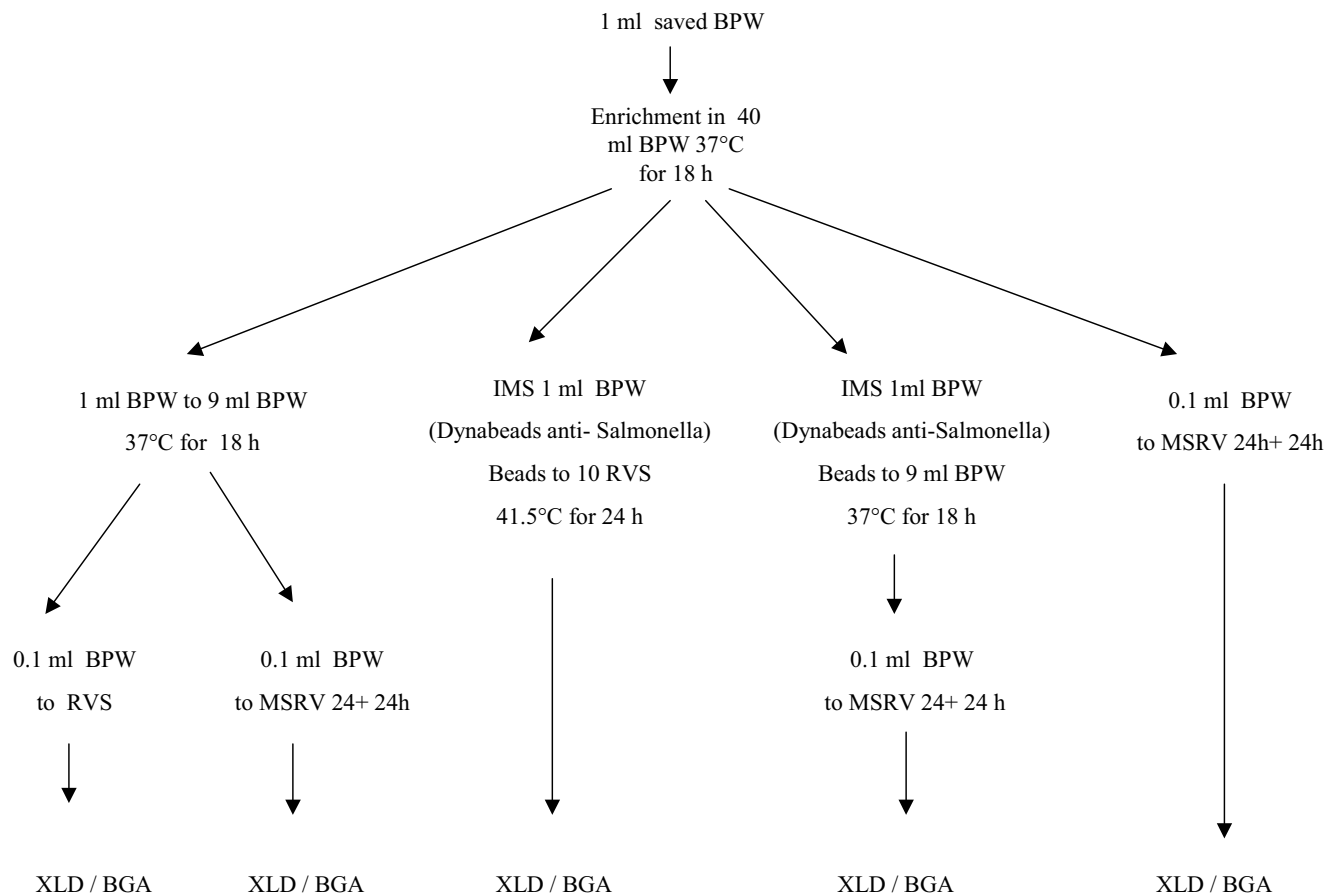 1 ml saved BPW
Enrichment in 40
ml BPW 37°C
for 18 h
1 ml BPW to 9 ml BPW
37°C for 18 h
IMS 1 ml BPW
(Dynabeads anti- Salmonella)
Beads to 10 RVS
41.5°C for 24 h
IMS 1ml BPW
(Dynabeads anti-Salmonella)
Beads to 9 ml BPW
37°C for 18 h
0.1 ml BPW
to MSRV 24h+ 24h
0.1 ml BPW
to RVS
0.1 ml BPW
to MSRV 24+ 24h
0.1 ml BPW
to MSRV 24+ 24 h
XLD / BGA
XLD / BGA
XLD / BGA
XLD / BGA
XLD / BGA